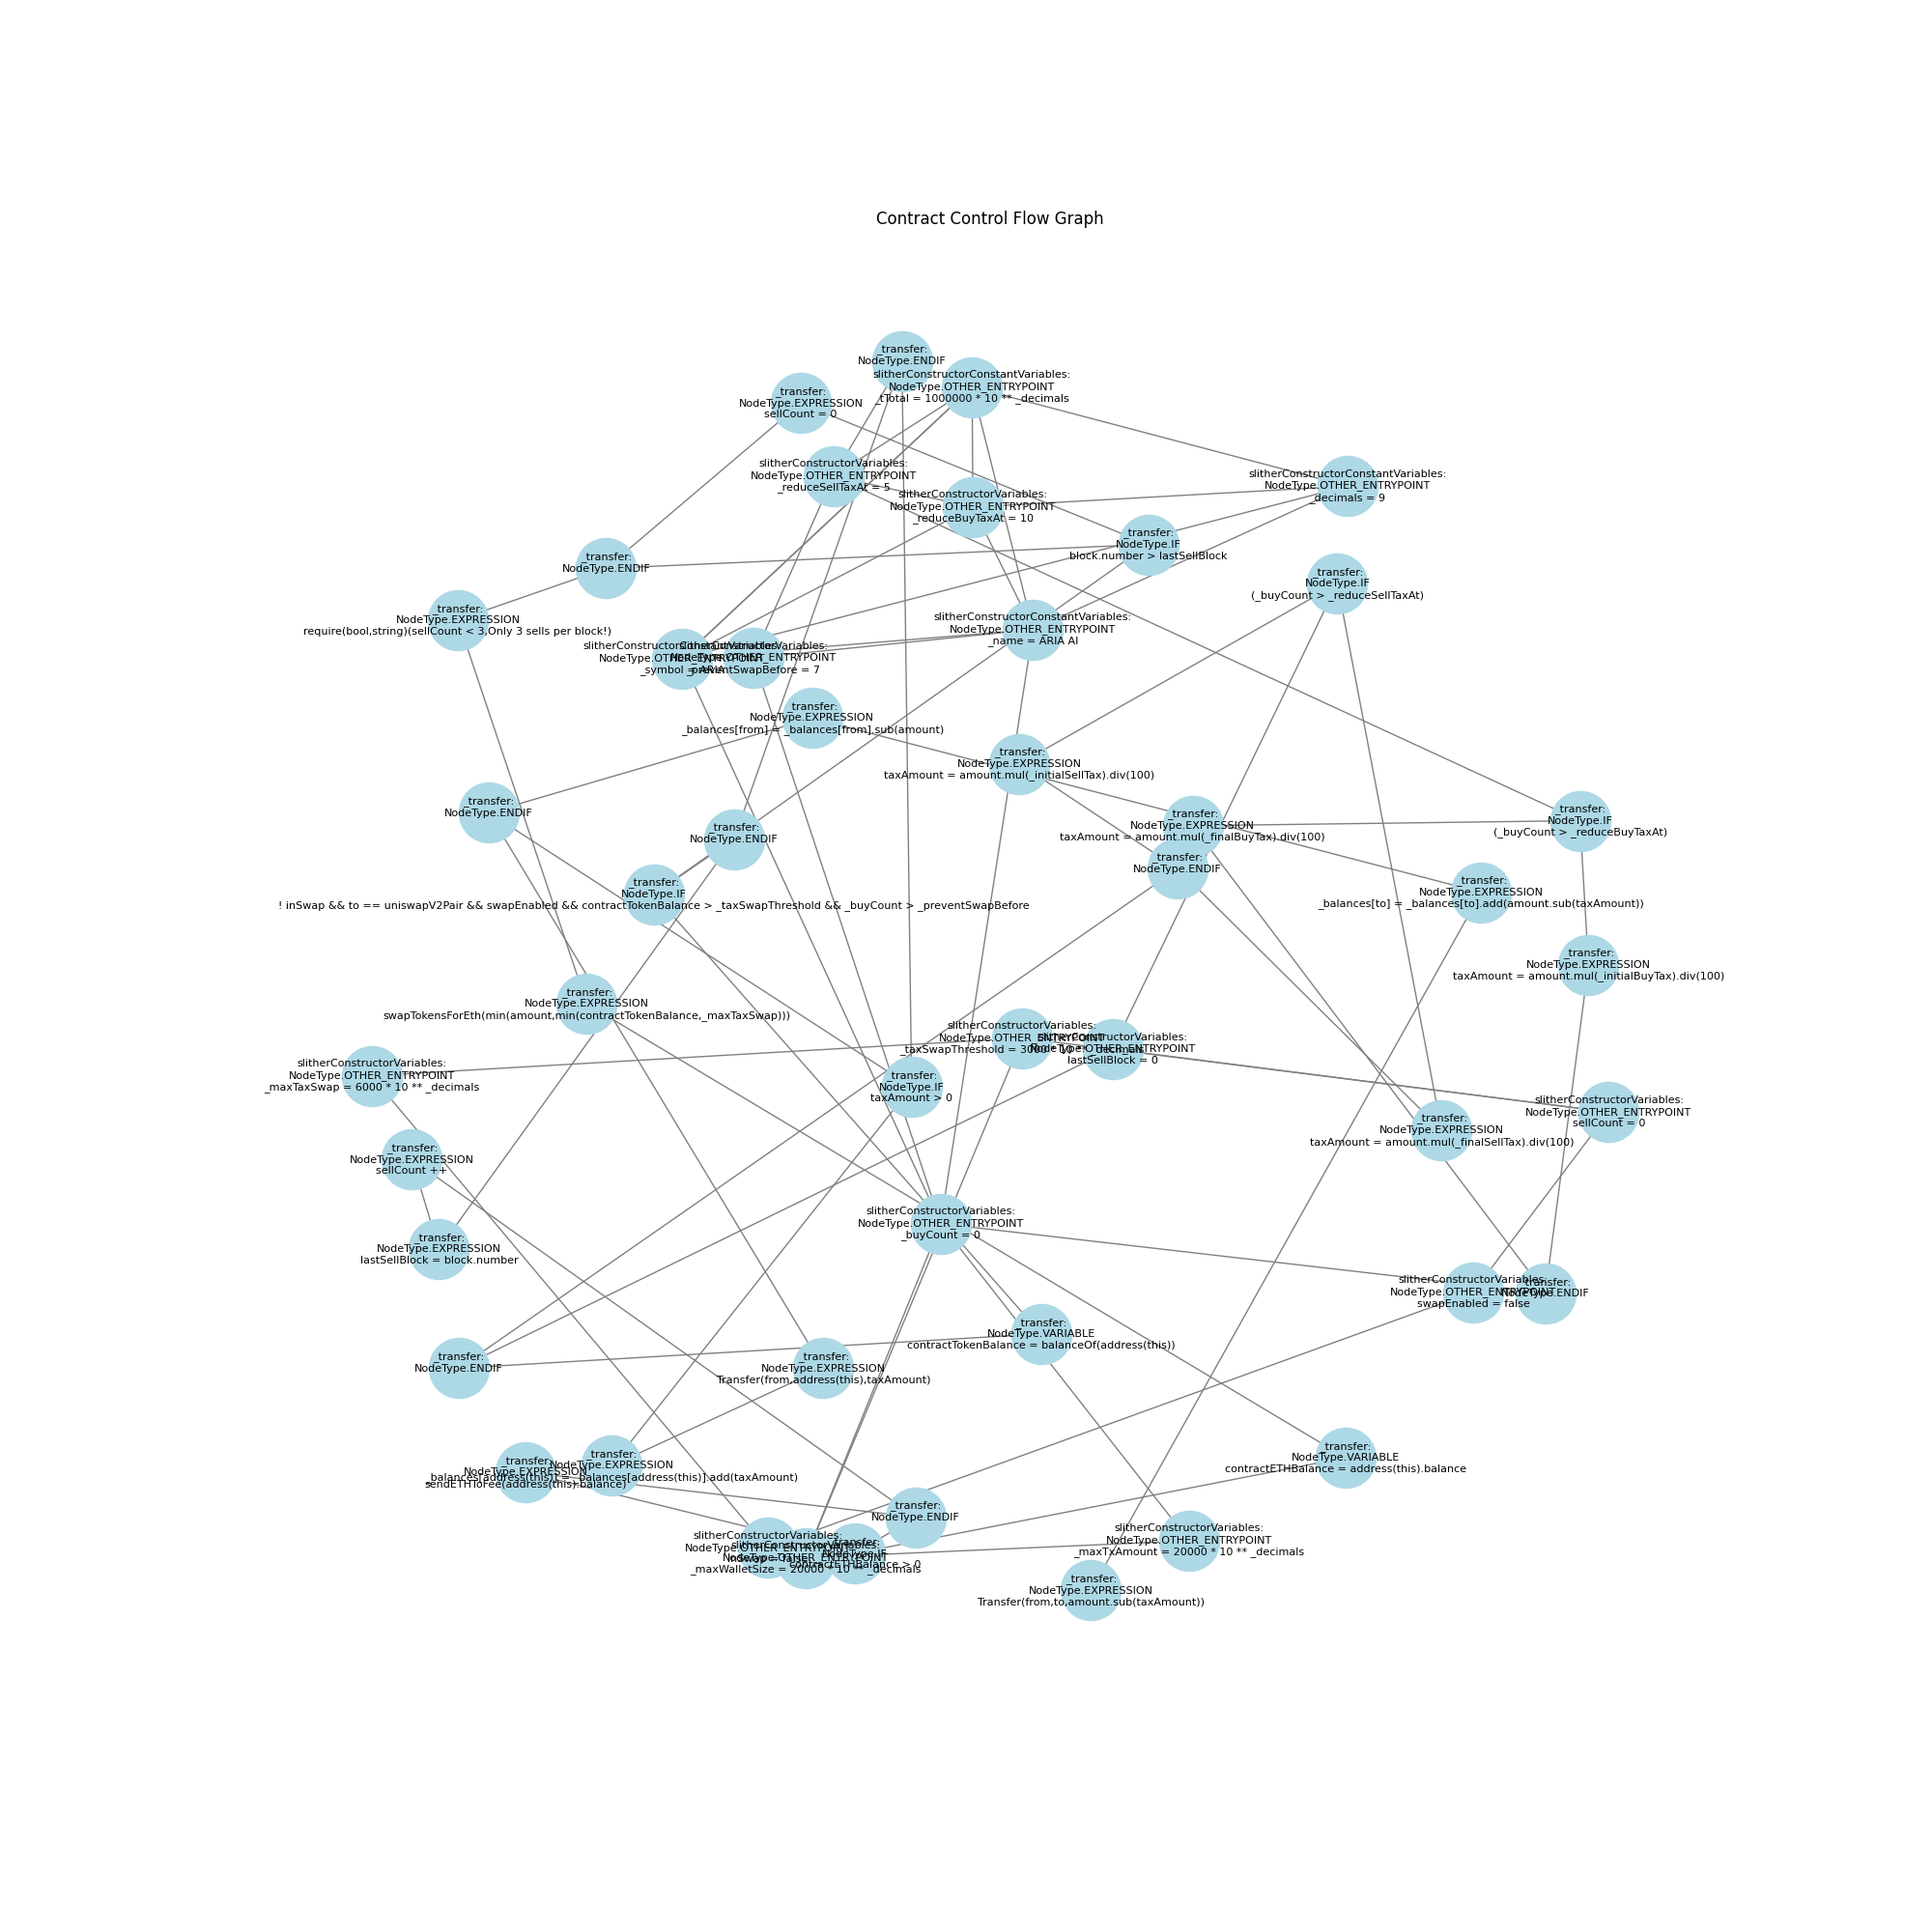 Contract Control Flow Graph
_transfer:
NodeType.ENDIF
slitherConstructorConstantVariables:
NodeType.OTHER_ENTRYPOINT
_tTotal = 1000000 * 10 ** _decimals
_transfer:
NodeType.EXPRESSION
sellCount = 0
slitherConstructorVariables:
NodeType.OTHER_ENTRYPOINT
_reduceSellTaxAt = 5
slitherConstructorConstantVariables:
NodeType.OTHER_ENTRYPOINT
_decimals = 9
slitherConstructorVariables:
NodeType.OTHER_ENTRYPOINT
_reduceBuyTaxAt = 10
_transfer:
NodeType.IF
block.number > lastSellBlock
_transfer:
NodeType.ENDIF
_transfer:
NodeType.IF
(_buyCount > _reduceSellTaxAt)
_transfer:
NodeType.EXPRESSION
require(bool,string)(sellCount < 3,Only 3 sells per block!)
slitherConstructorConstantVariables:
NodeType.OTHER_ENTRYPOINT
_name = ARIA AI
slitherConstructorConstantVariables:
NodeType.OTHER_ENTRYPOINT
_symbol = ARIA
slitherConstructorVariables:
NodeType.OTHER_ENTRYPOINT
_preventSwapBefore = 7
_transfer:
NodeType.EXPRESSION
_balances[from] = _balances[from].sub(amount)
_transfer:
NodeType.EXPRESSION
taxAmount = amount.mul(_initialSellTax).div(100)
_transfer:
NodeType.ENDIF
_transfer:
NodeType.EXPRESSION
taxAmount = amount.mul(_finalBuyTax).div(100)
_transfer:
NodeType.IF
(_buyCount > _reduceBuyTaxAt)
_transfer:
NodeType.ENDIF
_transfer:
NodeType.ENDIF
_transfer:
NodeType.IF
! inSwap && to == uniswapV2Pair && swapEnabled && contractTokenBalance > _taxSwapThreshold && _buyCount > _preventSwapBefore
_transfer:
NodeType.EXPRESSION
_balances[to] = _balances[to].add(amount.sub(taxAmount))
_transfer:
NodeType.EXPRESSION
taxAmount = amount.mul(_initialBuyTax).div(100)
_transfer:
NodeType.EXPRESSION
swapTokensForEth(min(amount,min(contractTokenBalance,_maxTaxSwap)))
slitherConstructorVariables:
NodeType.OTHER_ENTRYPOINT
_taxSwapThreshold = 3000 * 10 ** _decimals
slitherConstructorVariables:
NodeType.OTHER_ENTRYPOINT
lastSellBlock = 0
slitherConstructorVariables:
NodeType.OTHER_ENTRYPOINT
_maxTaxSwap = 6000 * 10 ** _decimals
_transfer:
NodeType.IF
taxAmount > 0
slitherConstructorVariables:
NodeType.OTHER_ENTRYPOINT
sellCount = 0
_transfer:
NodeType.EXPRESSION
taxAmount = amount.mul(_finalSellTax).div(100)
_transfer:
NodeType.EXPRESSION
sellCount ++
slitherConstructorVariables:
NodeType.OTHER_ENTRYPOINT
_buyCount = 0
_transfer:
NodeType.EXPRESSION
lastSellBlock = block.number
slitherConstructorVariables:
NodeType.OTHER_ENTRYPOINT
swapEnabled = false
_transfer:
NodeType.ENDIF
_transfer:
NodeType.VARIABLE
contractTokenBalance = balanceOf(address(this))
_transfer:
NodeType.ENDIF
_transfer:
NodeType.EXPRESSION
Transfer(from,address(this),taxAmount)
_transfer:
NodeType.VARIABLE
contractETHBalance = address(this).balance
_transfer:
NodeType.EXPRESSION
_balances[address(this)] = _balances[address(this)].add(taxAmount)
_transfer:
NodeType.EXPRESSION
sendETHToFee(address(this).balance)
_transfer:
NodeType.ENDIF
slitherConstructorVariables:
NodeType.OTHER_ENTRYPOINT
inSwap = false
slitherConstructorVariables:
NodeType.OTHER_ENTRYPOINT
_maxWalletSize = 20000 * 10 ** _decimals
_transfer:
NodeType.IF
contractETHBalance > 0
slitherConstructorVariables:
NodeType.OTHER_ENTRYPOINT
_maxTxAmount = 20000 * 10 ** _decimals
_transfer:
NodeType.EXPRESSION
Transfer(from,to,amount.sub(taxAmount))